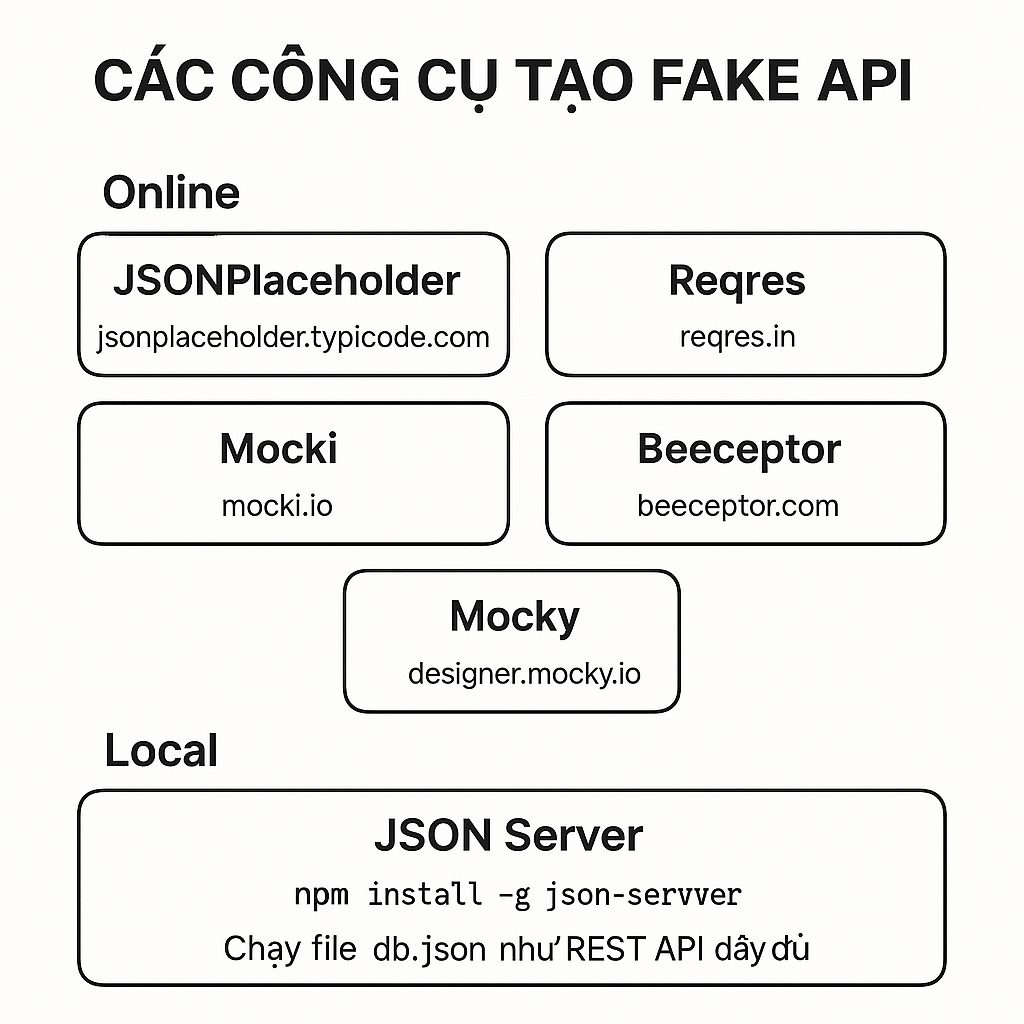 CÁC CÔNG CỤ TẠO FAKE API
Online
JSONPlaceholder
jsonplaceholder.typicode.com
Reqres
reqres.in
Mocki
mocki.io
Beeceptor
beeceptor.com
Mocky
designer.mocky.io
Local
JSON Server
npm install –g json-servver
Chạy file db.json như REST API dây đủ